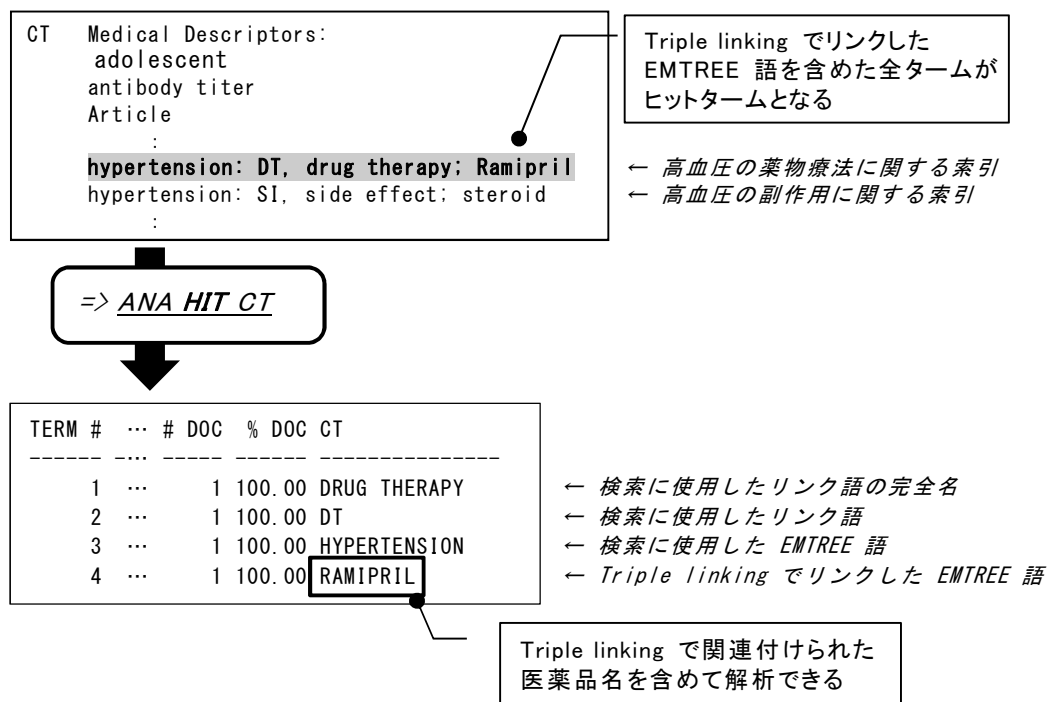 CT Medical Descriptors:
adolescent
antibody titer
Article
:
hypertension: DT, drug therapy; Ramipril
hypertension: SI, side effect; steroid
:
Triple linking でリンクした
EMTREE 語を含めた全タームが
ヒットタームとなる
← 高血圧の薬物療法に関する索引
← 高血圧の副作用に関する索引
=> ANA HIT CT
TERM # … # DOC % DOC CT
------ -… ----- ------ ---------------
1 … 1 100.00 DRUG THERAPY ← 検索に使用したリンク語の完全名
2 … 1 100.00 DT ← 検索に使用したリンク語
3 … 1 100.00 HYPERTENSION ← 検索に使用した EMTREE 語
4 … 1 100.00 RAMIPRIL ← Triple linking でリンクした EMTREE 語
Triple linking で関連付けられた
医薬品名を含めて解析できる